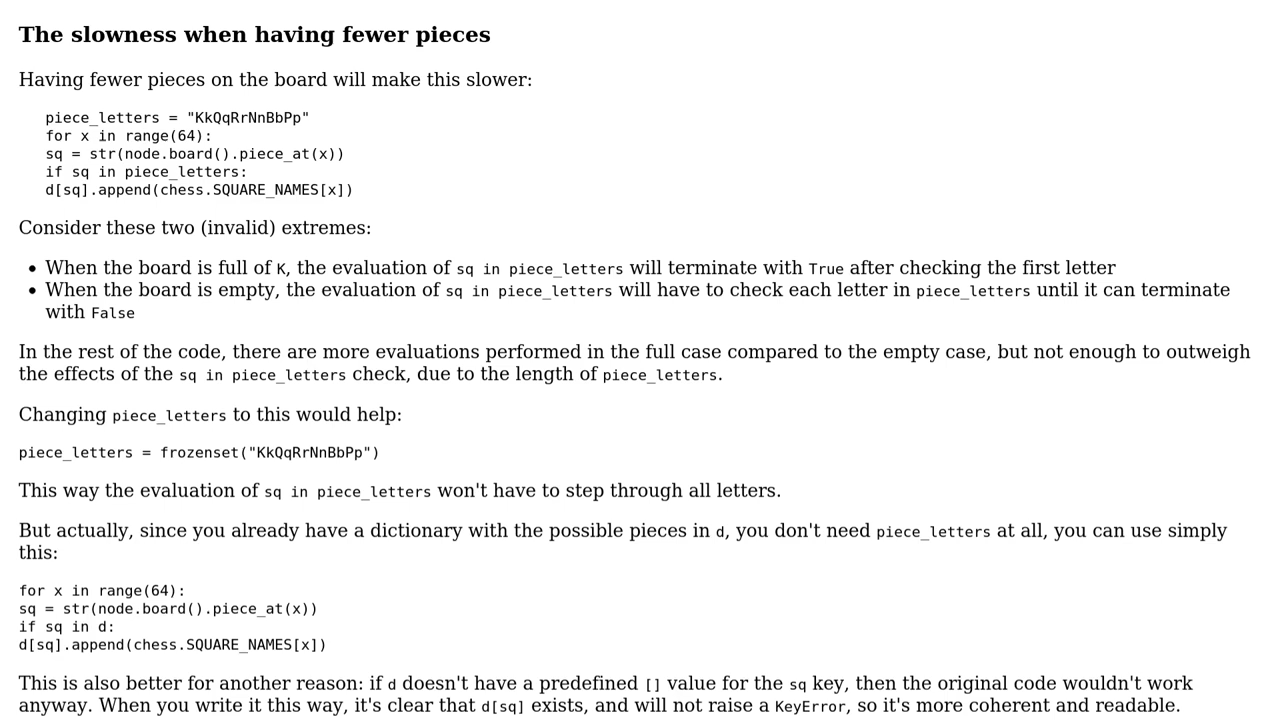 The slowness when having fewer pieces
Having fewer pieces on the board will make this slower:
piece_letters = "KkQqRrNnBbPp"
for x in range(64):
sq = str(node.board().piece_at(x))
if sq in piece_letters:
d[sq].append(chess.SQUARE_NAMES[x])
Consider these two (invalid) extremes:
• When the board is full of K, the evaluation of sq in piece_letters will terminate with True after checking the first letter
• When the board is empty, the evaluation of sq in piece_letters will have to check each letter in piece_letters until it can terminate
with False
In the rest of the code, there are more evaluations performed in the full case compared to the empty case, but not enough to outweigh
the effects of the sq in piece_letters check, due to the length of piece_letters.
Changing piece_letters to this would help:
piece_letters = frozenset("KkQqRrNnBbPp")
This way the evaluation of sq in piece_letters won't have to step through all letters.
But actually, since you already have a dictionary with the possible pieces in d, you don't need piece_letters at all, you can use simply
this:
for x in range(64):
sq = str(node.board().piece_at(x))
if sq in d:
d[sq].append(chess.SQUARE_NAMES[x])
This is also better for another reason: if d doesn't have a predefined [] value for the sq key, then the original code wouldn't work
anyway. When you write it this way, it's clear that d[sq] exists, and will not raise a KeyError, so it's more coherent and readable.